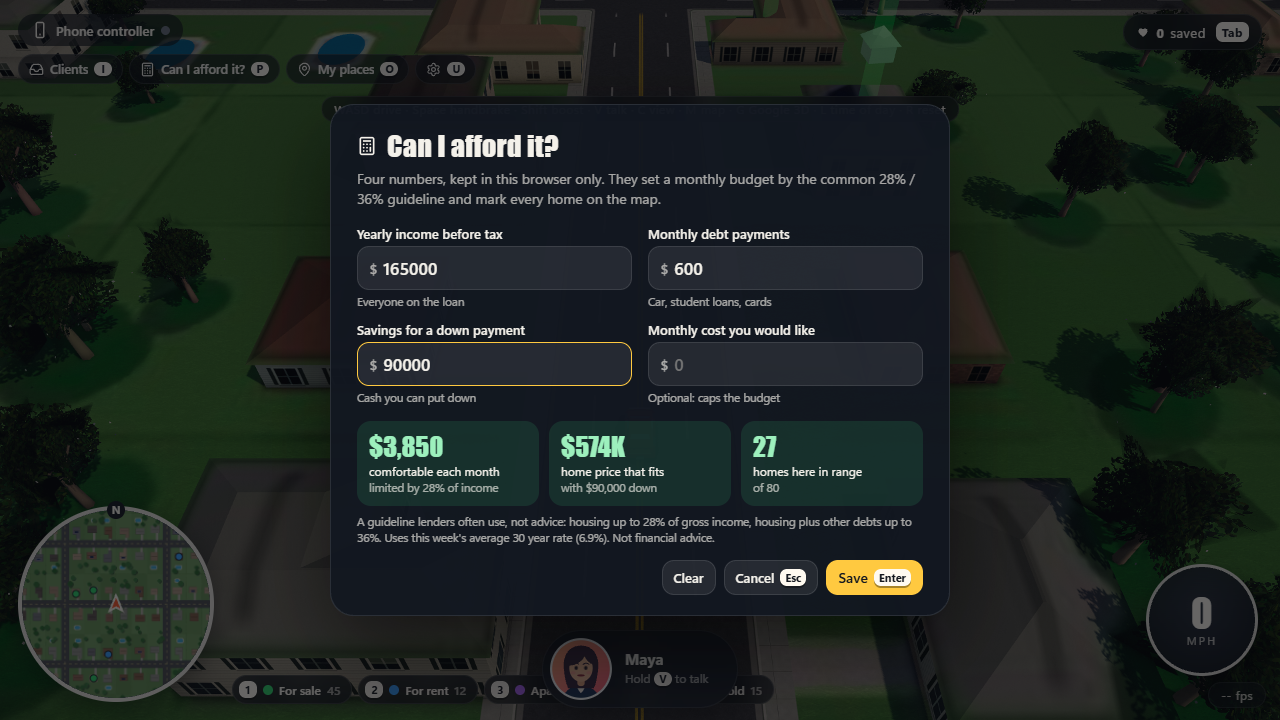 Phone controller
0 saved Tab
Clients I
Can I afford it? P
My places O
U
Can I afford it?
Four numbers, kept in this browser only. They set a monthly budget by the common 28% /
36% guideline and mark every home on the map.
Yearly income before tax
Monthly debt payments
$ 165000
$ 600
Everyone on the loan
Car, student loans, cards
Savings for a down payment
Monthly cost you would like
$ 90000
$ 0
Cash you can put down
Optional: caps the budget
$3,850
comfortable each month
limited by 28% of income
$574K
home price that fits
with $90,000 down
27
homes here in range
of 80
A guideline lenders often use, not advice: housing up to 28% of gross income, housing plus other debts up to
36%. Uses this week's average 30 year rate (6.9%). Not financial advice.
Clear
Cancel Esc
Save Enter
N
0
MPH
Maya
Hold V to talk
1 For sale 45
2 For rent 12
3
15
-- fps